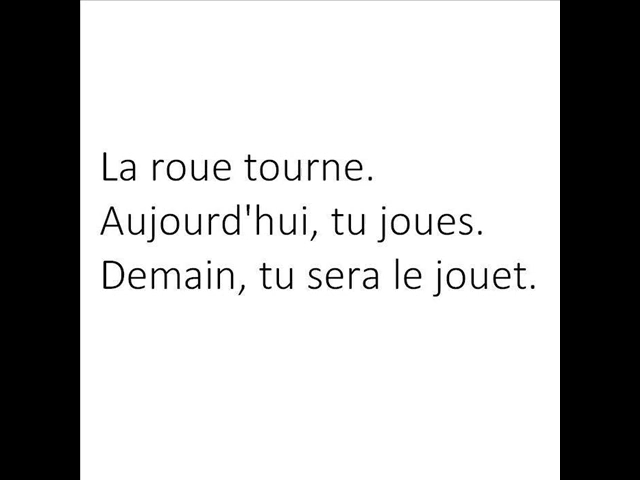 La roue tourne.
Aujourd'hui, tu joues.
Demain, tu sera le jouet.